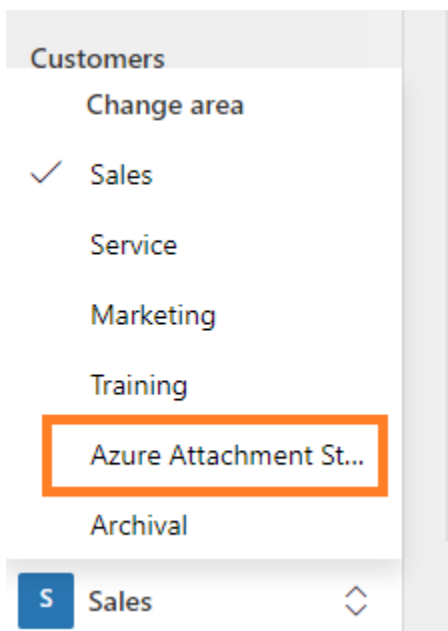 Customers
Change area
Sales
Service
Marketing
Training
Azure Attachment St...
Archival
S Sales